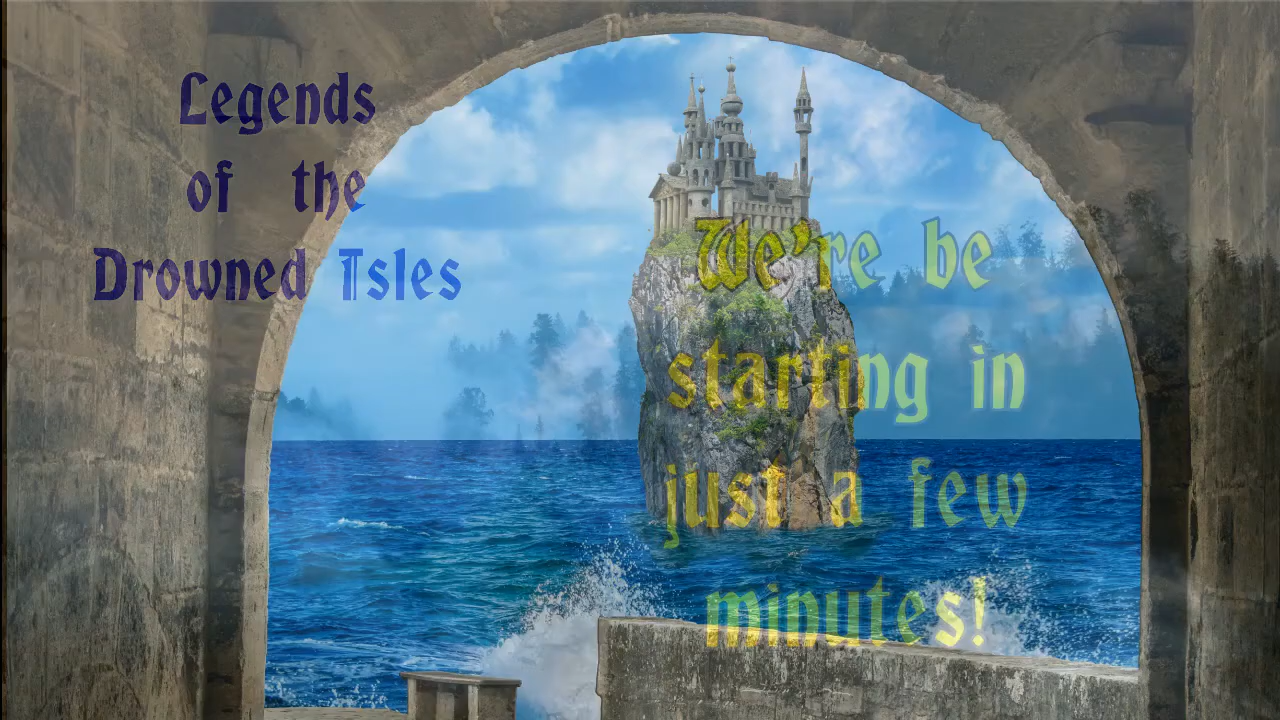 Legends
of the
Drowned Isles
We're be
starting in
just a few
minutes!